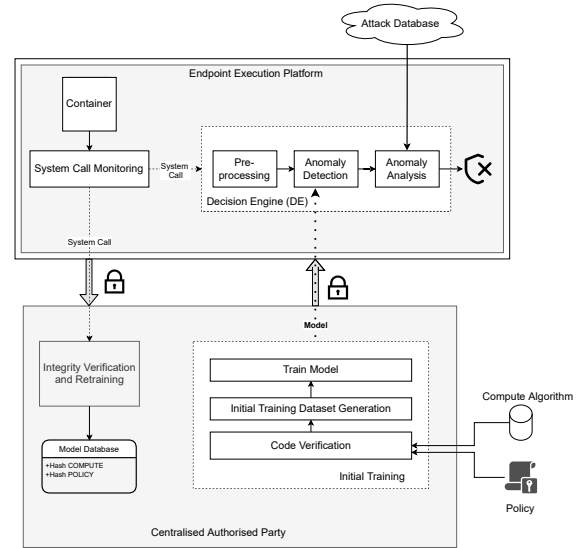 Attack Database
Endpoint Execution Platform
Container
System Call Monitoring
System
Call
Pre-
processing
Anomaly
Detection
Anomaly
Analysis
Decision Engine (DE)
System Call
Model
Integrity Verification
and Retraining
Train Model
Initial Training Dataset Generation
Code Verification
Initial Training
Compute Algorithm
Policy
Model Database
+Hash COMPUTE
+Hash POLICY
Centralised Authorised Party